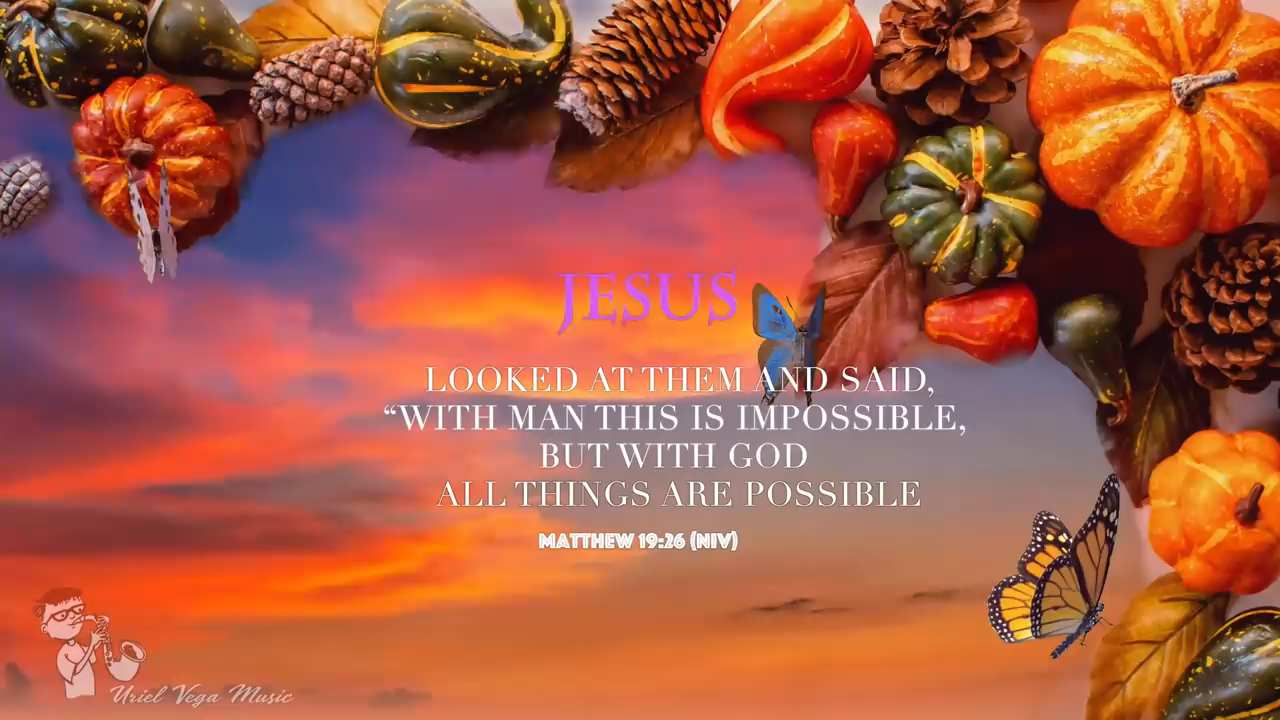 JESUS
LOOKED AT THEM AND SAID,
“WITH MAN THIS IS IMPOSSIBLE,
BUT WITH GOD
ALL THINGS ARE POSSIBLE
MATTHEW 19:26 (NIV)
Uriel Vega Music